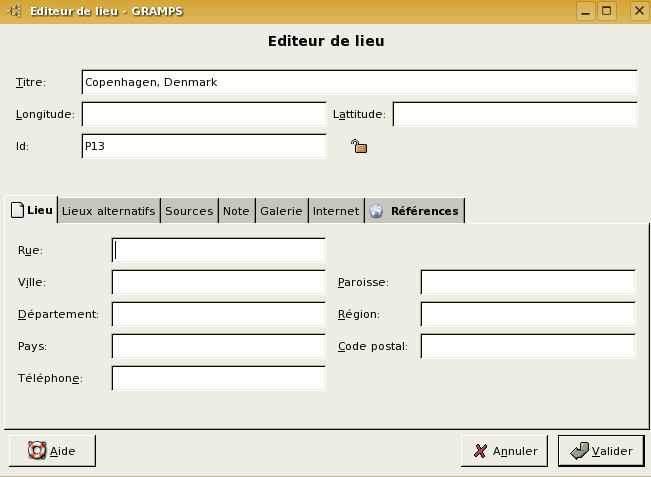 Editeur de lieu - GRAMPS
Editeur de lieu
Titre: Copenhagen, Denmark
Longitude: Lattitude:
Id: P13
Lieu Lieux alternatifs Sources Note Galerie Internet Références
Rue:
Ville: Paroisse:
Département: Région:
Pays: Code postal:
Téléphone:
Aide Annuler Valider